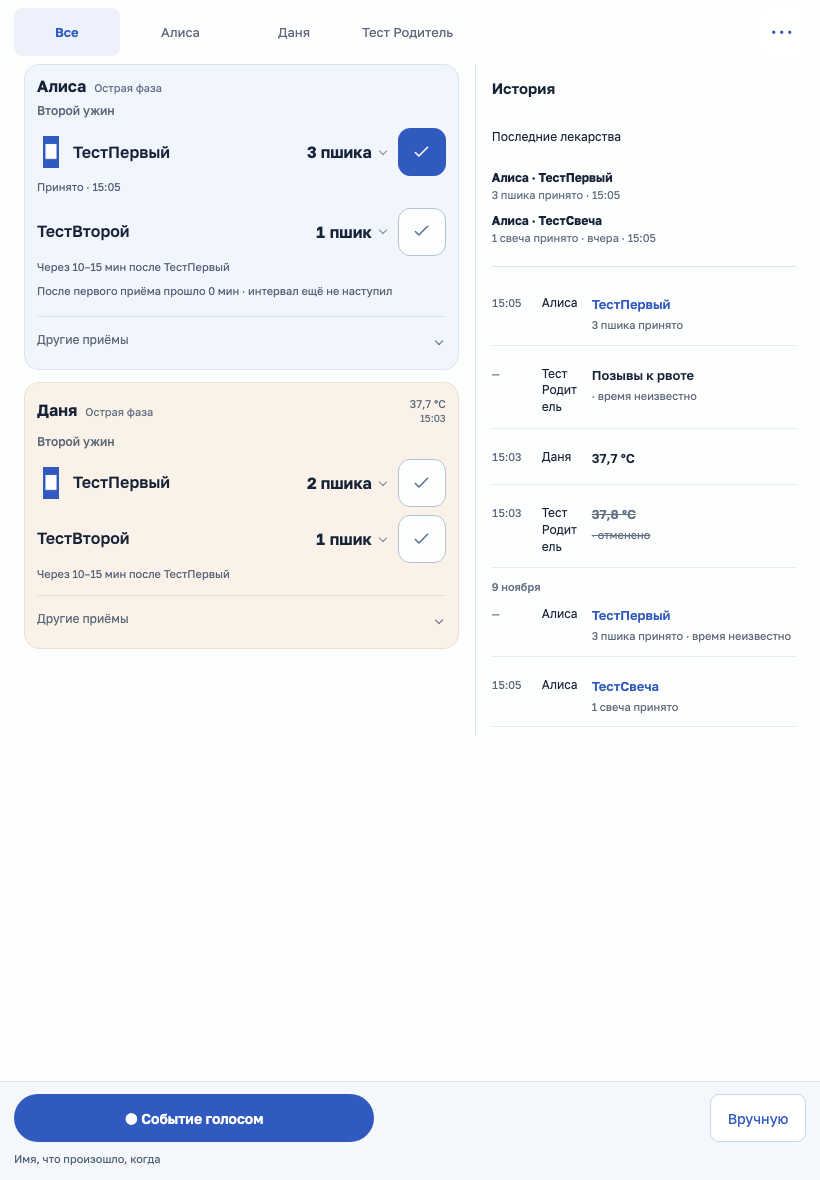 Все
Алиса
Даня
Тест Родитель
Алиса Острая фаза
Второй ужин
ТестПервый 3 пшика
Принято · 15:05
ТестВторой 1 пшик
Через 10–15 мин после ТестПервый
После первого приёма прошло 0 мин · интервал ещё не наступил
Другие приёмы
Даня Острая фаза 37,7 °C
15:03
Второй ужин
ТестПервый 2 пшика
ТестВторой 1 пшик
Через 10–15 мин после ТестПервый
Другие приёмы
История
Последние лекарства
Алиса · ТестПервый
3 пшика принято · 15:05
Алиса · ТестСвеча
1 свеча принято · вчера · 15:05
15:05 Алиса ТестПервый
3 пшика принято
– Тест Позывы к рвоте
Родит · время неизвестно
ель
15:03 Даня 37,7 °C
15:03 Тест 37,8 °C
Родит · отменено
ель
9 ноября
– Алиса ТестПервый
3 пшика принято · время неизвестно
15:05 Алиса ТестСвеча
1 свеча принято
Событие голосом
Вручную
Имя, что произошло, когда